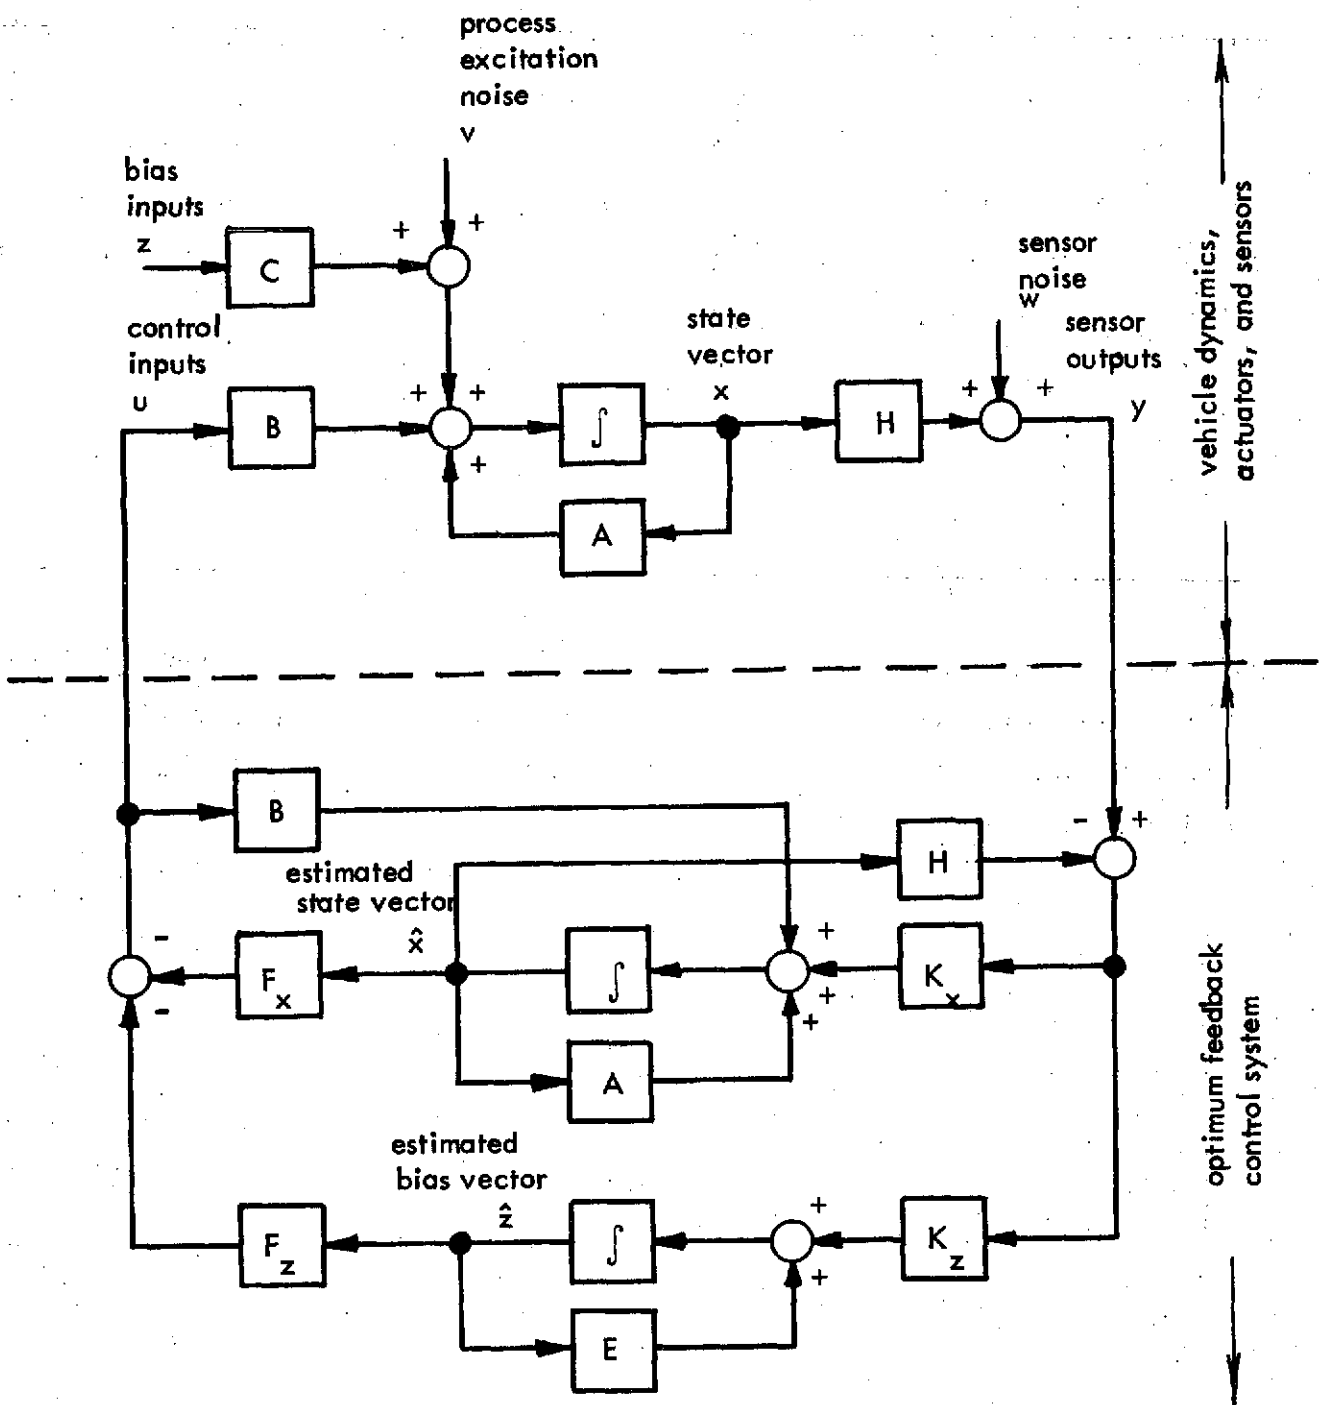 process
excitation
noise
v
bias
inputs
z
C
+ +
sensor
noise
w
sensor
outputs
y
control
inputs
u
B
+ +
+
∫
state
vector
x
H
+ +
A
vehicle dynamics,
actuators, and sensors
B
- +
H
estimated
state vector
x̂
-
-
F
x
∫
+
+
+
K
x
A
optimum feedback
control system
estimated
bias vector
ẑ
F
z
∫
+
+
K
z
E